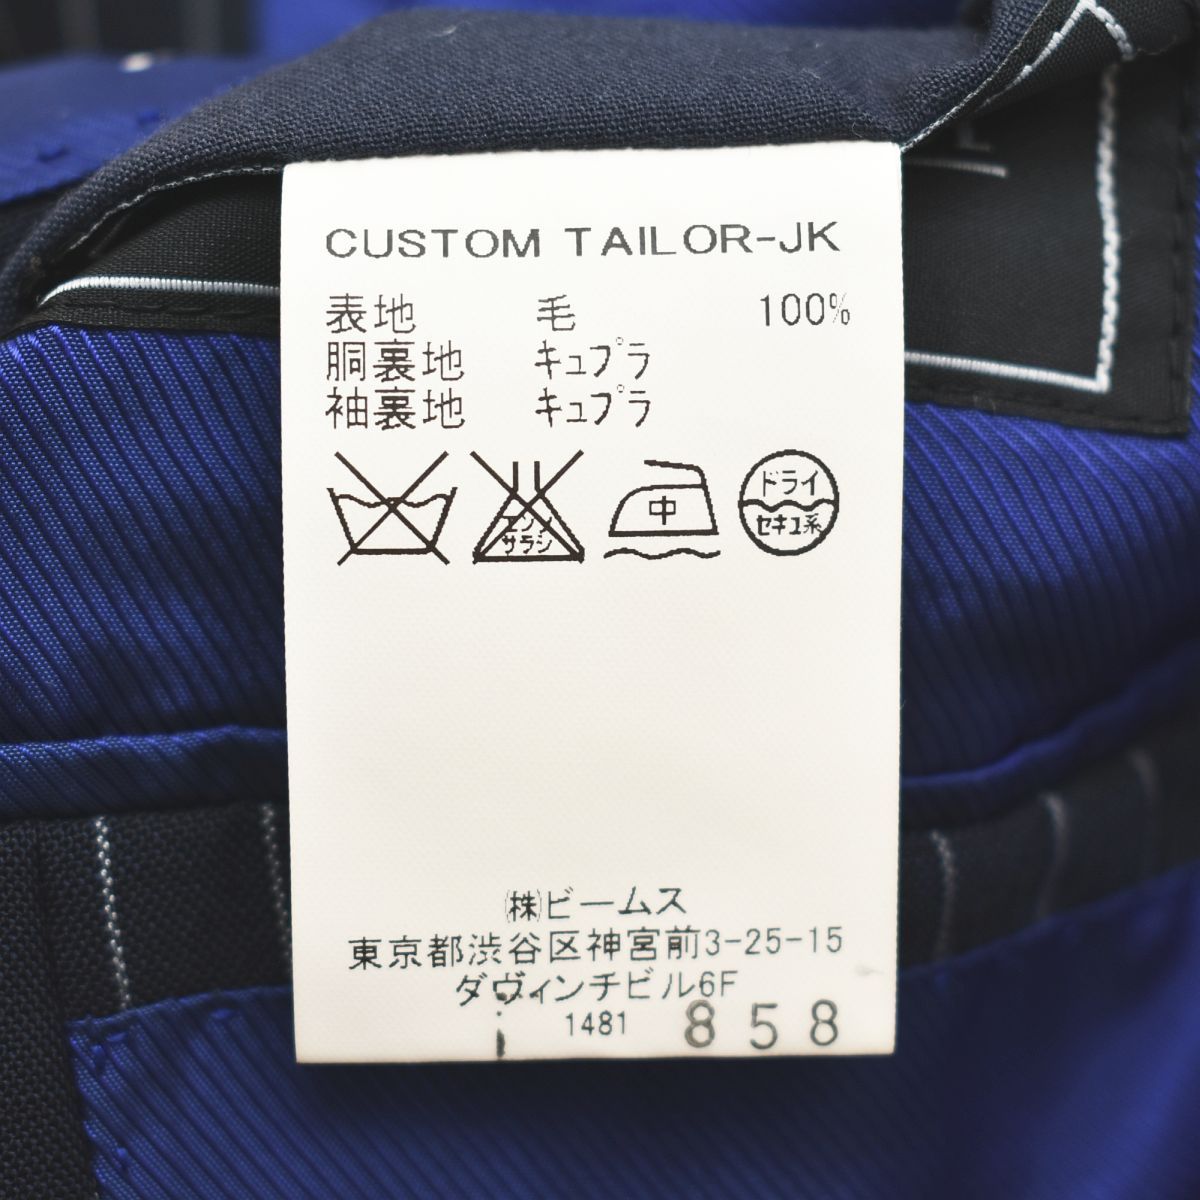 CUSTOM TAILOR-JK
表地 毛 100%
胴裏地 キュプラ
袖裏地 キュプラ
エンソ サラシ 中 ドライ セキユ系
㈱ビームス
東京都渋谷区神宮前3-25-15
ダヴィンチビル6F
1481 858